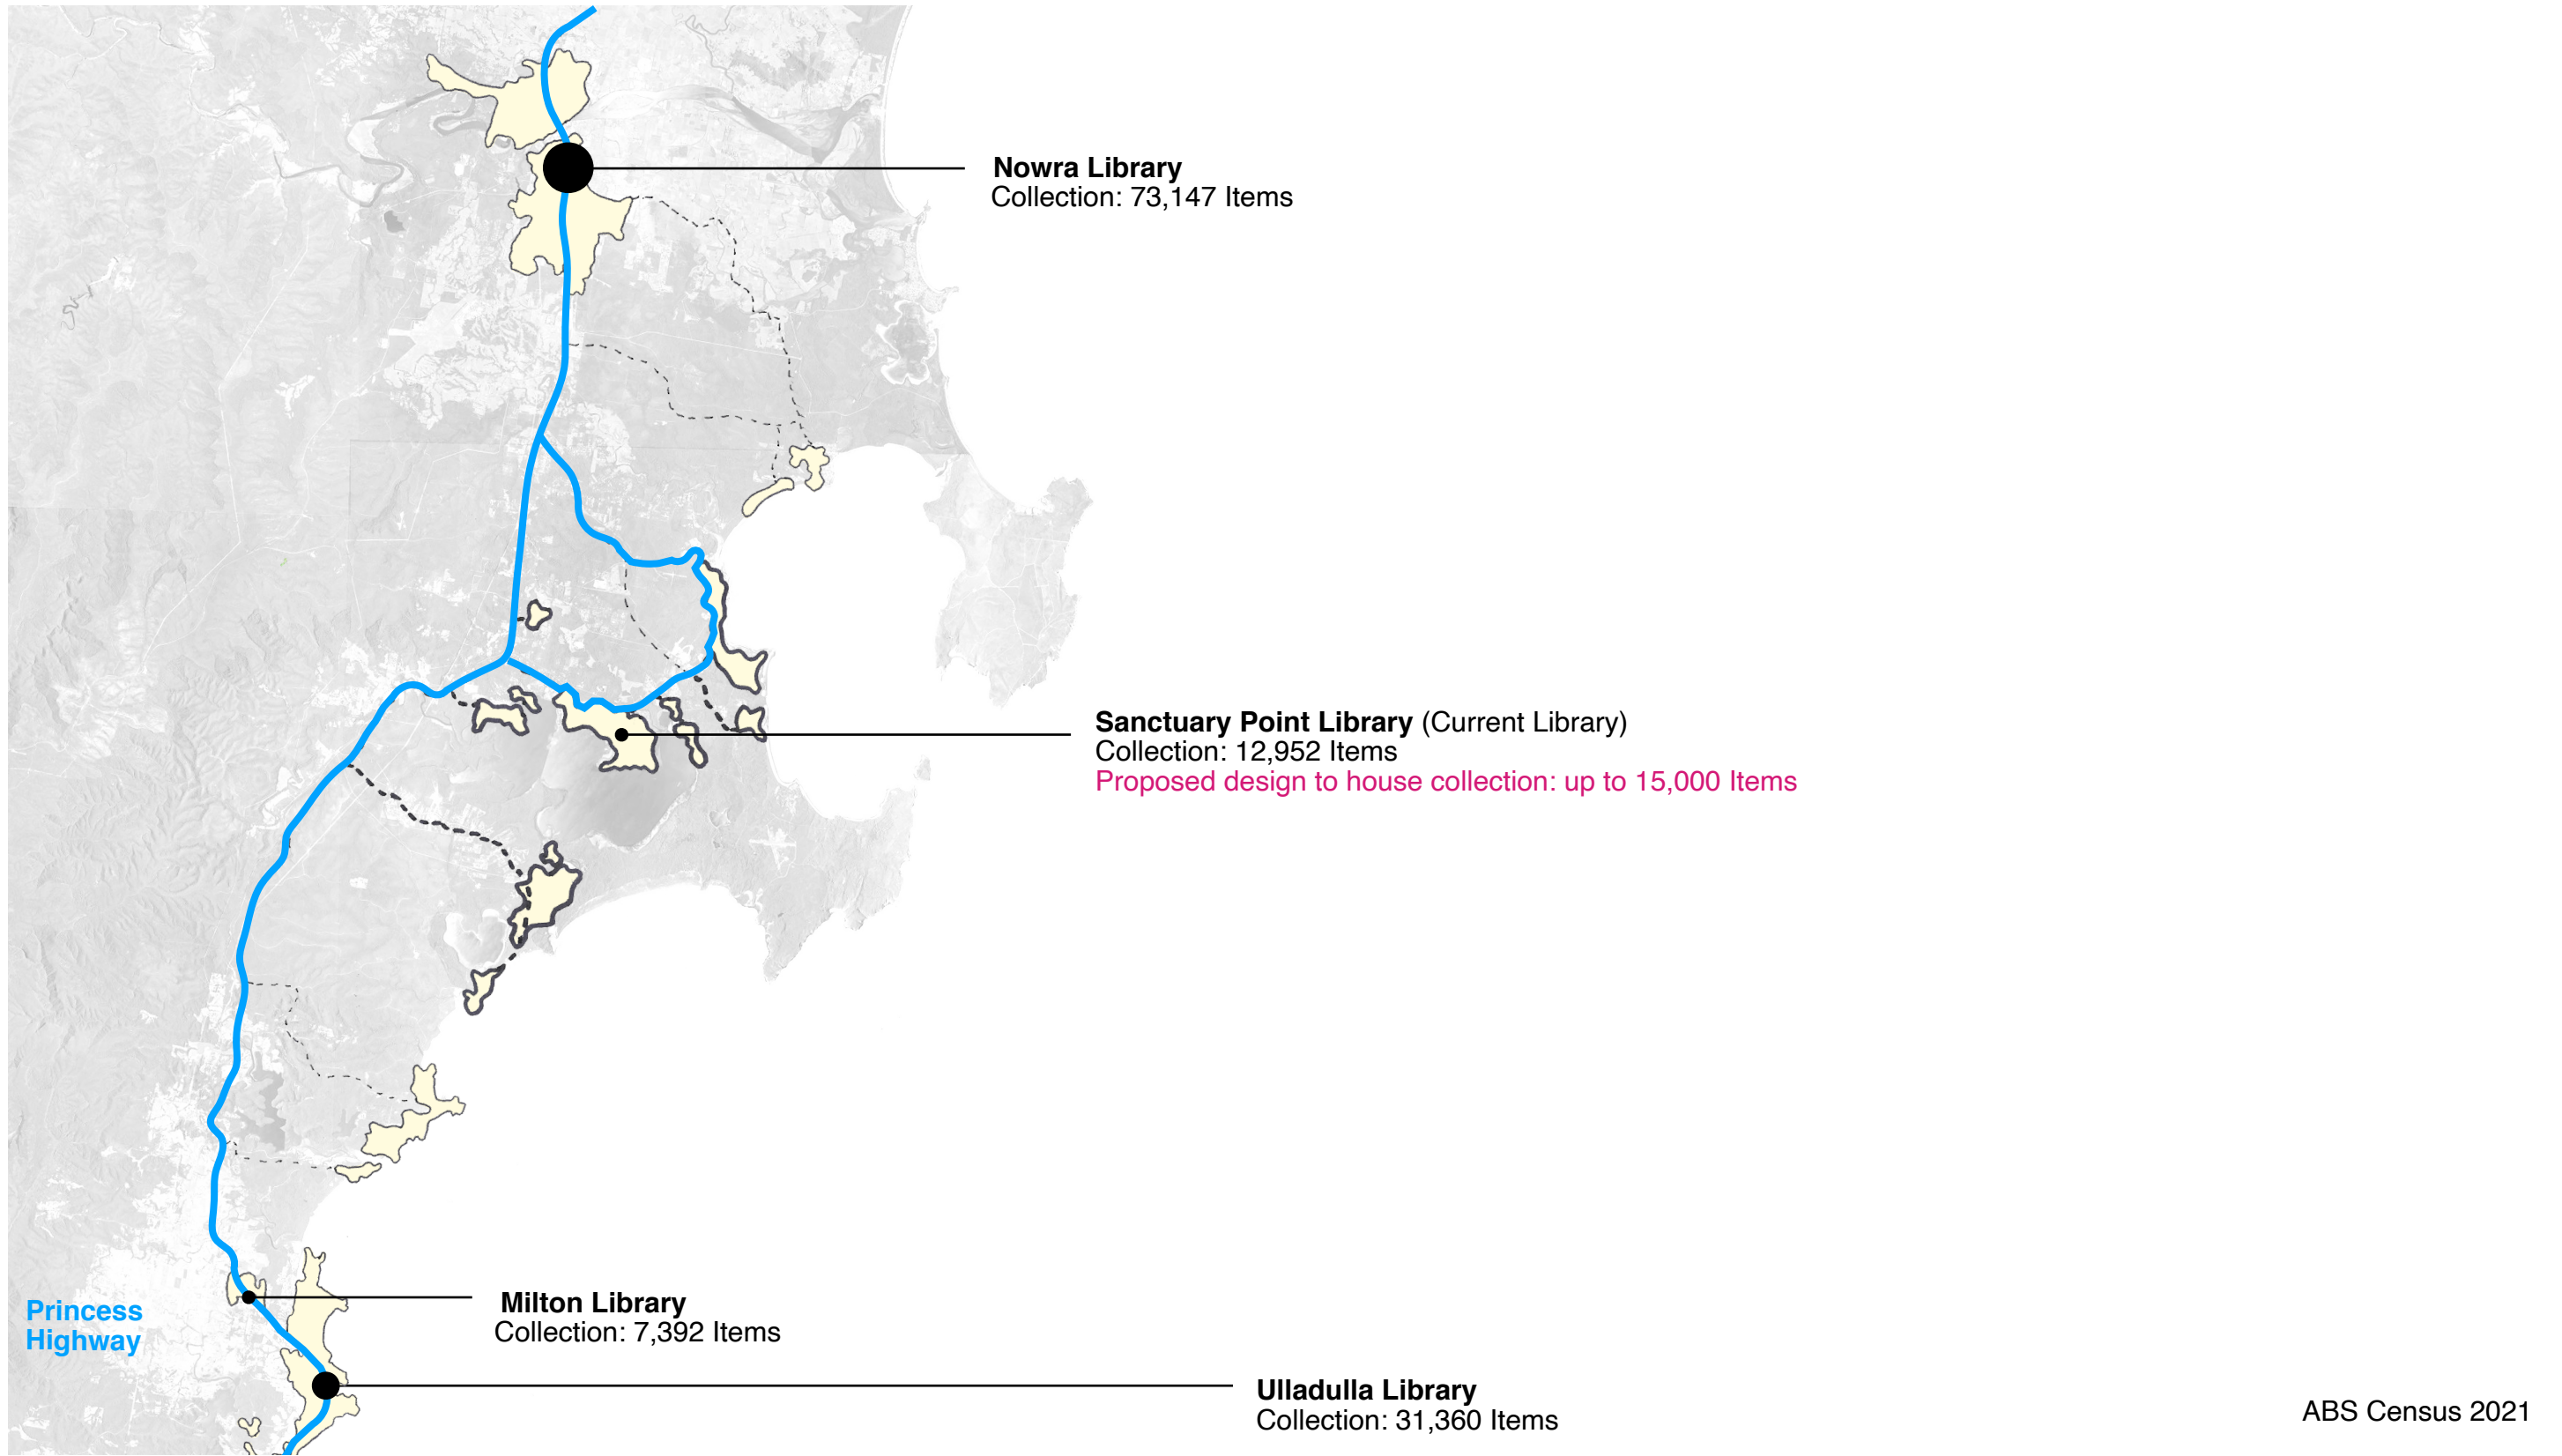 Nowra Library
Collection: 73,147 Items
Sanctuary Point Library (Current Library)
Collection: 12,952 Items
Proposed design to house collection: up to 15,000 Items
Princess
Highway
Milton Library
Collection: 7,392 Items
Ulladulla Library
Collection: 31,360 Items
ABS Census 2021